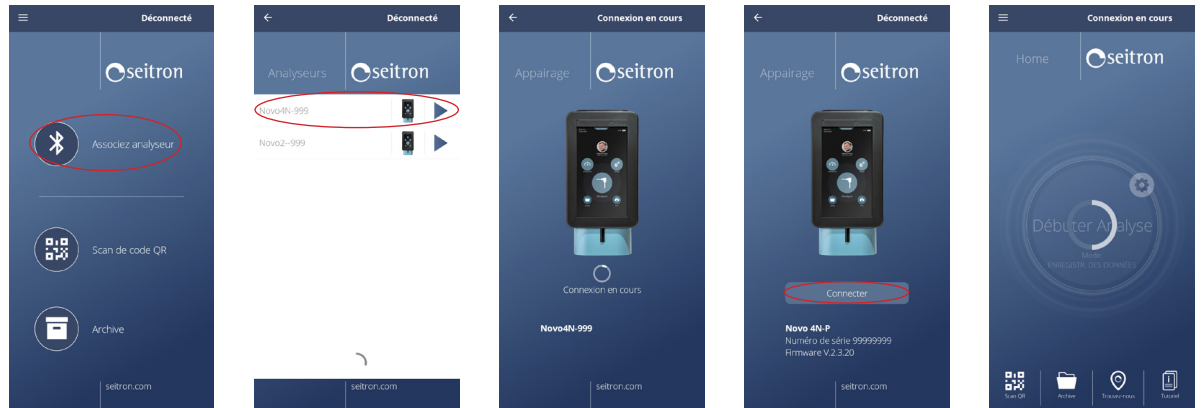 Déconnecté
seitron
Associez analyseur
Scan de code QR
Archive
seitron.com
Déconnecté
Analyseurs
seitron
Novo4N-999
Novo2--999
seitron.com
Connexion en cours
Appairage
seitron
Connexion en cours
Novo4N-999
seitron.com
Déconnecté
Appairage
seitron
Connecter
Novo 4N-P
Numéro de série 99999999
Firmware V.2.3.20
seitron.com
Connexion en cours
Home
seitron
Débuter Analyse
Mode
ENREGISTR. DES DONNÉES
Scan QR
Archive
Trouvez-nous
Tutoriel